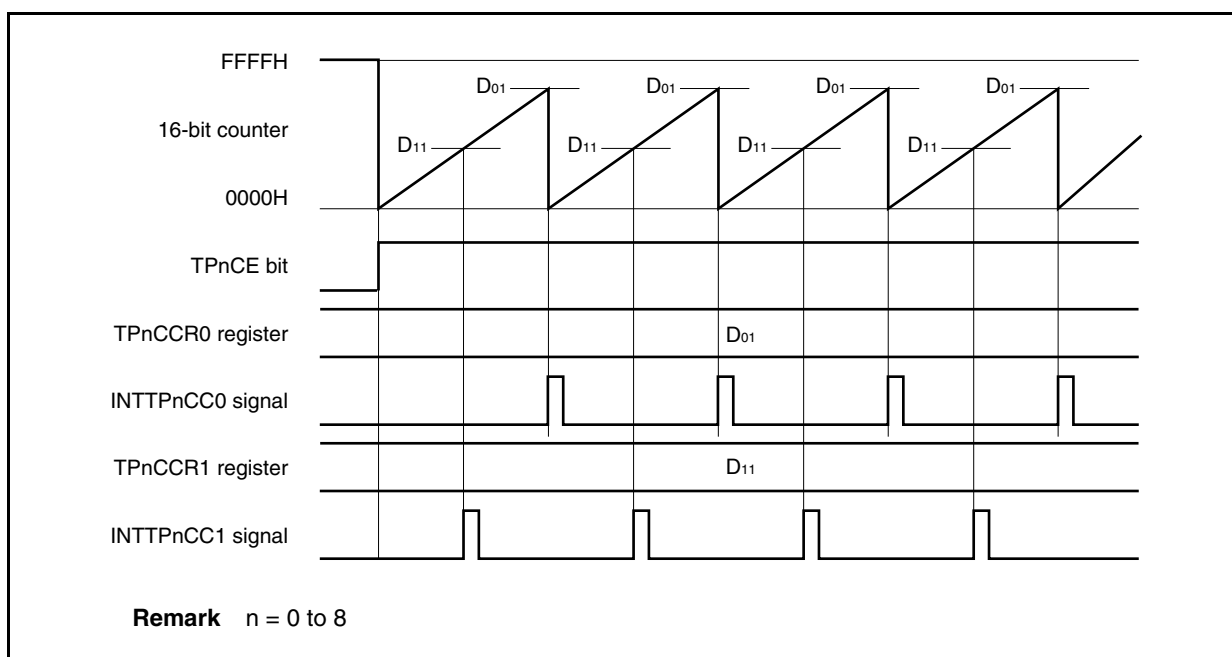 FFFFH
D01 D01 D01 D01
16-bit counter
D11 D11 D11 D11
0000H
TPnCE bit
TPnCCR0 register D01
INTTPnCC0 signal
TPnCCR1 register D11
INTTPnCC1 signal
Remark n = 0 to 8